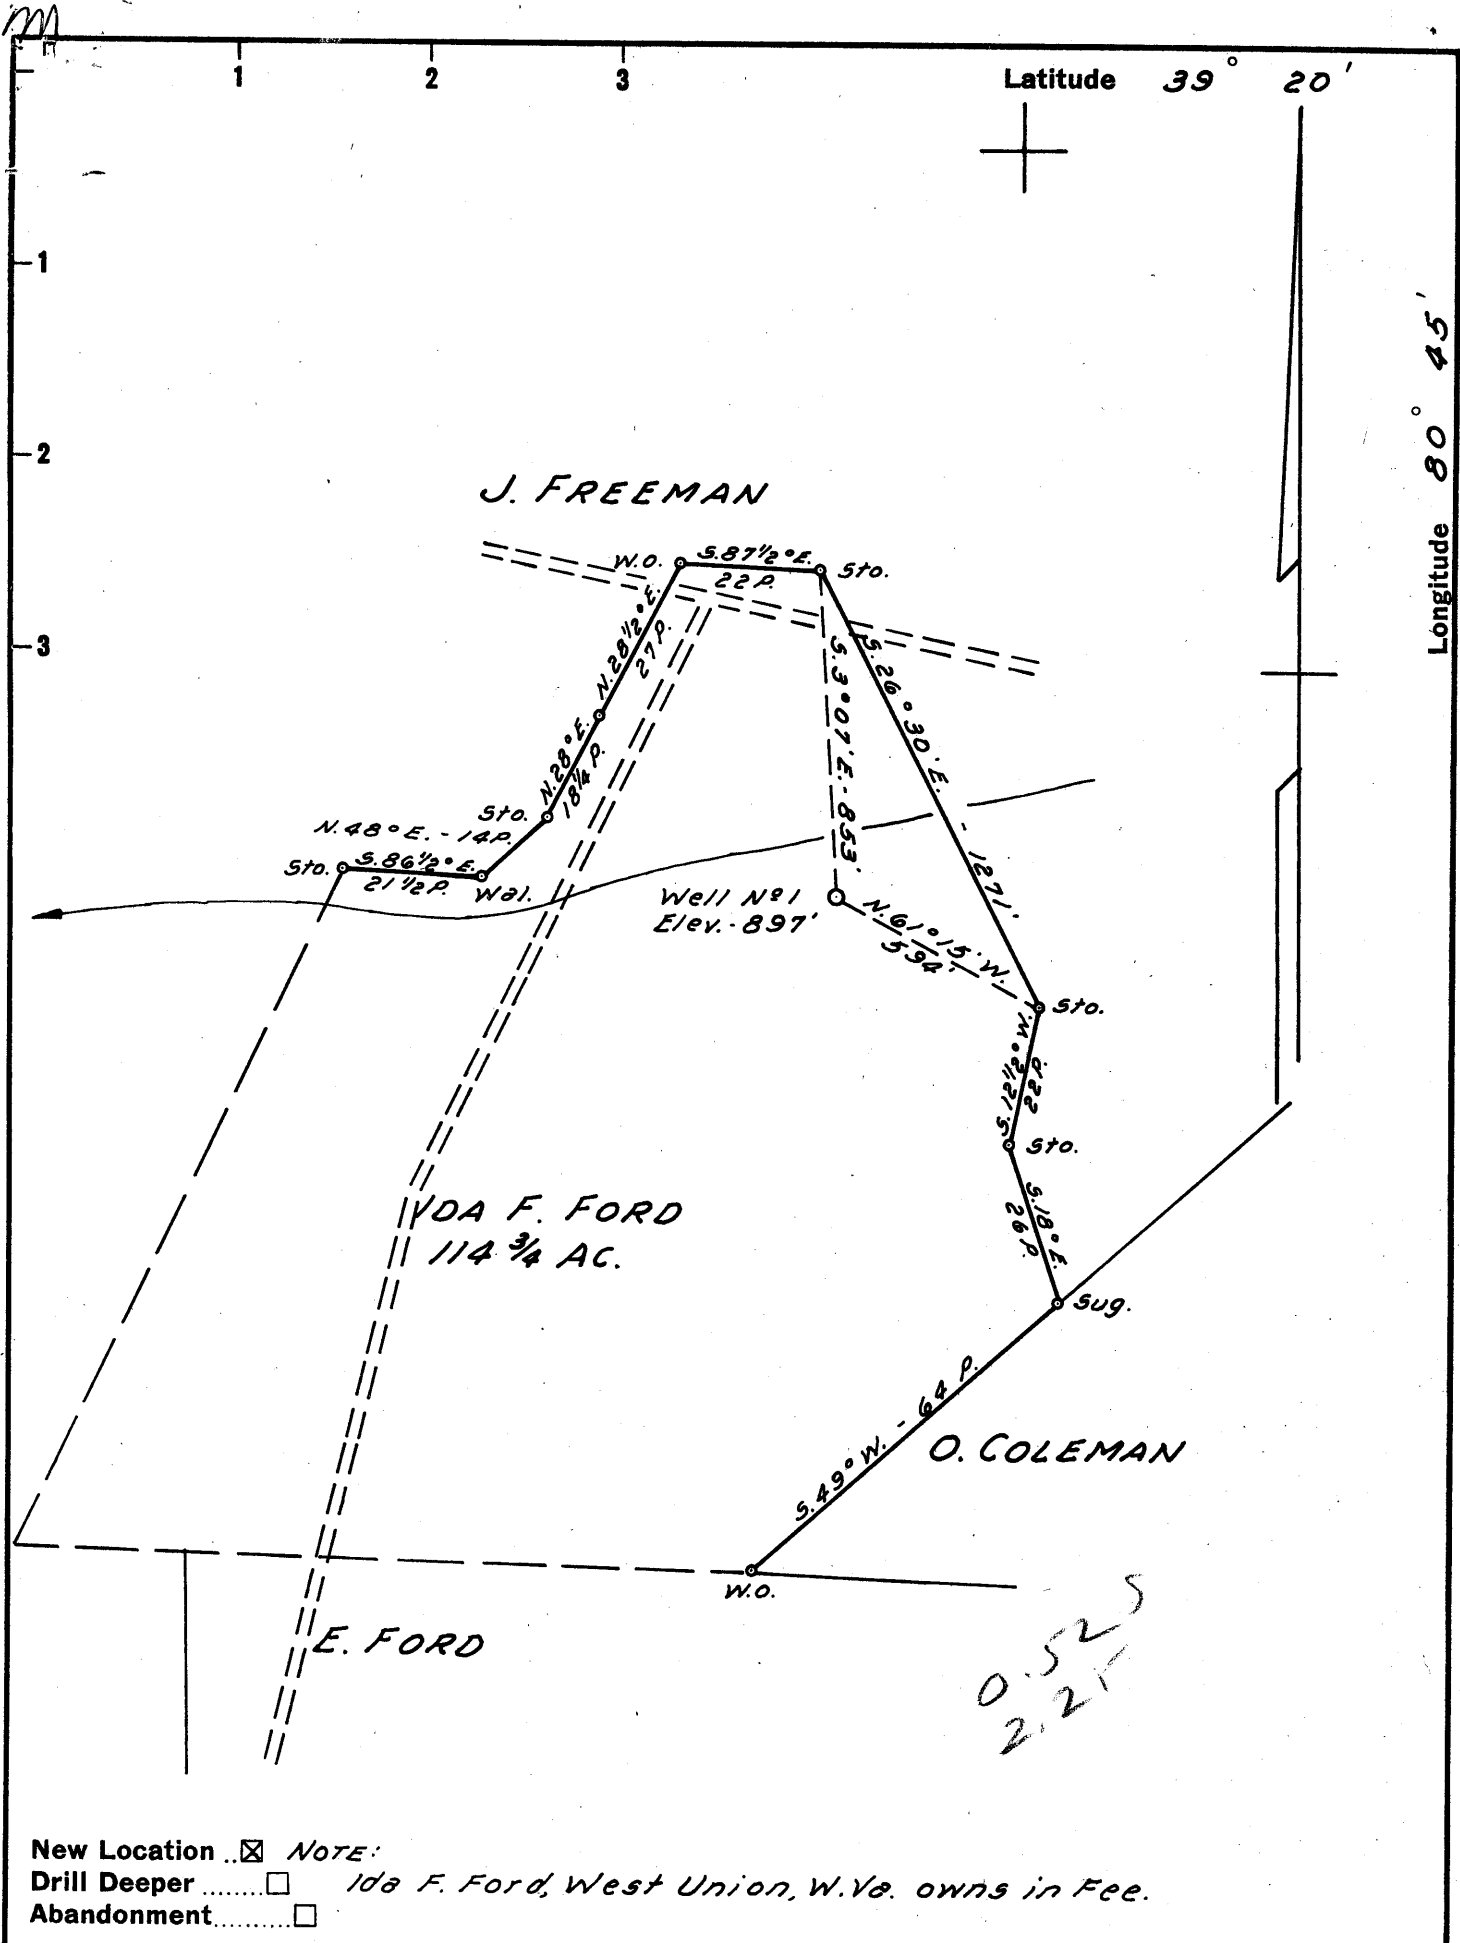 1 2 3 Latitude 39° 20'
1
2
3
Longitude 80° 45'
J. FREEMAN
W.O.
S.87½°E.
22 P.
Sto.
N.28½°E.
27 P.
S.3°07'E.-853'
S.26°30'E. - 1271'
N.28°E.
18¼ P.
Sto.
N.48°E. - 14P.
Sto.
S.86½°E.
21½P.
Wal.
Well Nº1
Elev.-897'
N.61°15'W.
594'
Sto.
S.12½°W.
22P.
Sto.
S.18°E.
26 P.
IDA F. FORD
114 ¾ AC.
Sug.
S.49°W. - 64 P.
O. COLEMAN
W.O.
E. FORD
0.525
2.25
New Location ..☒ NOTE:
Drill Deeper ........☐ Ida F. Ford, West Union, W.Va. owns in Fee.
Abandonment..........☐